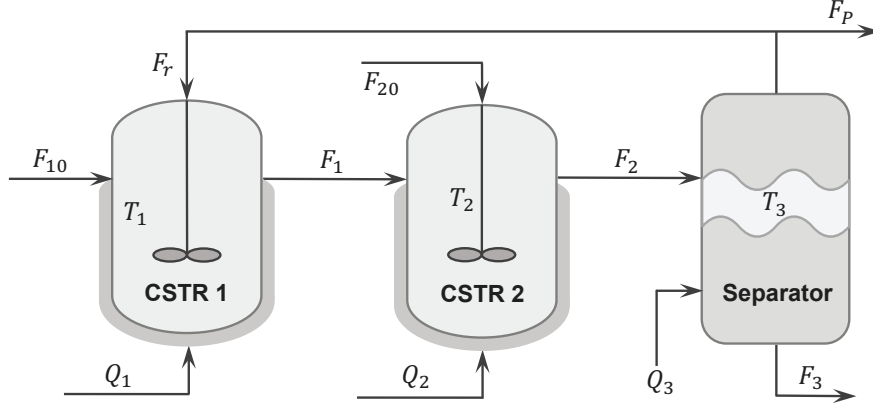 F_P
F_r
F_20
F_10
F_1
F_2
T_1
T_2
T_3
CSTR 1
CSTR 2
Separator
Q_1
Q_2
Q_3
F_3